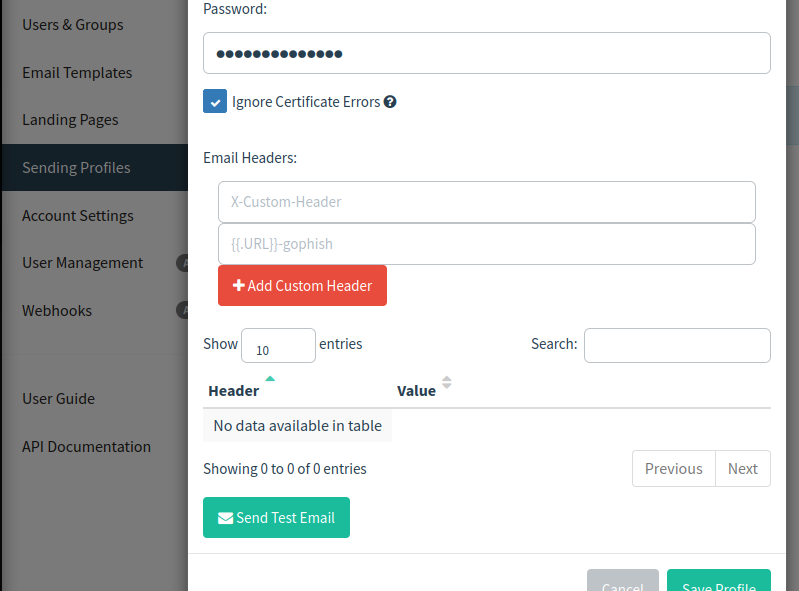 Users & Groups
Email Templates
Landing Pages
Sending Profiles
Account Settings
User Management
Webhooks
User Guide
API Documentation
Password:
●●●●●●●●●●●●●●
Ignore Certificate Errors
Email Headers:
X-Custom-Header
{{.URL}}-gophish
Add Custom Header
Show 10 entries Search:
Header Value
No data available in table
Showing 0 to 0 of 0 entries Previous Next
Send Test Email
Cancel Save Profile